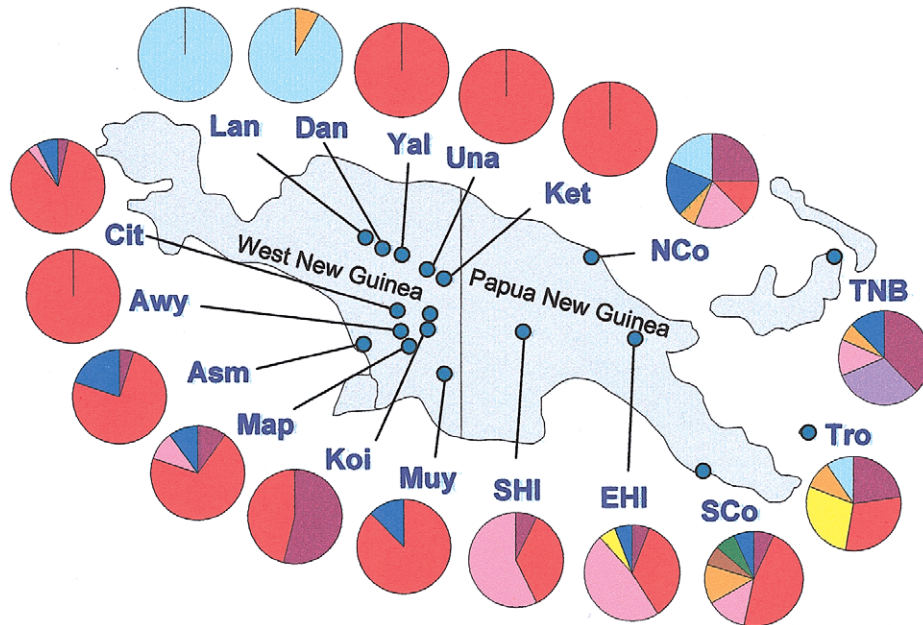 Lan
Dan
Yal
Una
Ket
Cit
West New Guinea
Papua New Guinea
NCo
TNB
Awy
Asm
Map
Koi
Muy
SHI
EHI
SCo
Tro